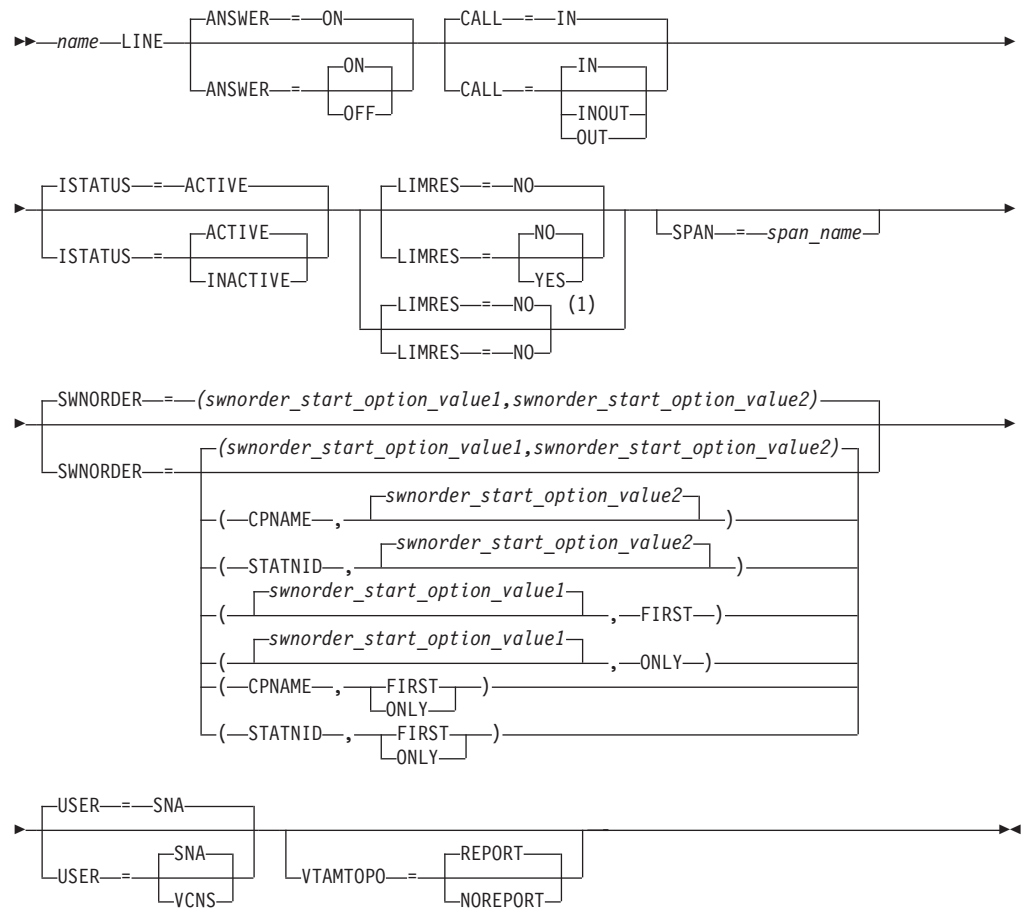 ANSWER = ON CALL = IN
name LINE
ANSWER = ON CALL = IN
OFF INOUT
OUT
ISTATUS = ACTIVE LIMRES = NO
ISTATUS = ACTIVE LIMRES = NO SPAN = span_name
INACTIVE YES
LIMRES = NO (1)
LIMRES = NO
SWNORDER = (swnorder_start_option_value1,swnorder_start_option_value2)
SWNORDER = (swnorder_start_option_value1,swnorder_start_option_value2)
swnorder_start_option_value2
( CPNAME , )
swnorder_start_option_value2
( STATNID , )
swnorder_start_option_value1
( , FIRST )
swnorder_start_option_value1
( , ONLY )
( CPNAME , FIRST )
ONLY
( STATNID , FIRST )
ONLY
USER = SNA
USER = SNA VTAMTOPO = REPORT
VCNS NOREPORT